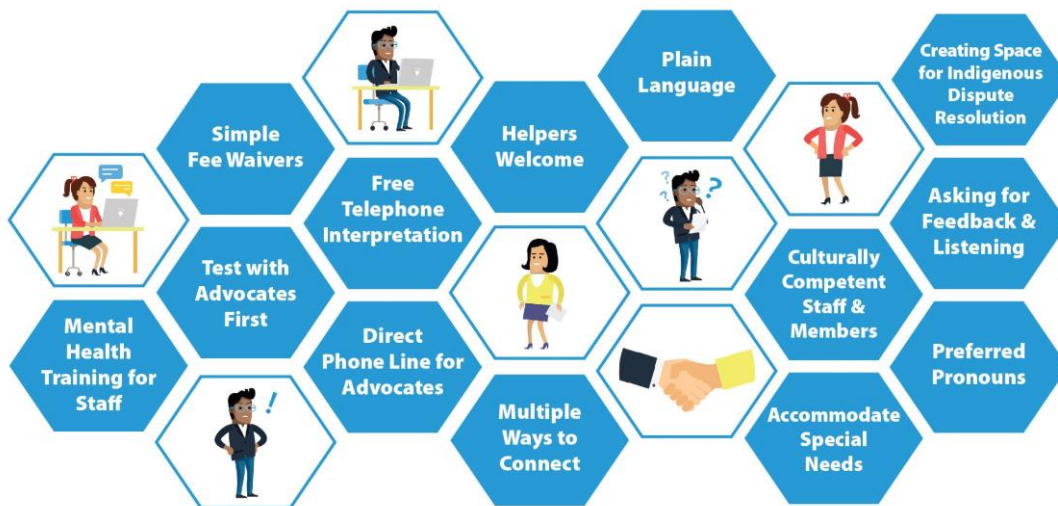 Mental
Health
Training for
Staff
Simple
Fee Waivers
Test with
Advocates
First
Free
Telephone
Interpretation
Direct
Phone Line for
Advocates
Helpers
Welcome
Multiple
Ways to
Connect
Plain
Language
Culturally
Competent
Staff &
Members
Accommodate
Special
Needs
Creating Space
for Indigenous
Dispute
Resolution
Asking for
Feedback &
Listening
Preferred
Pronouns